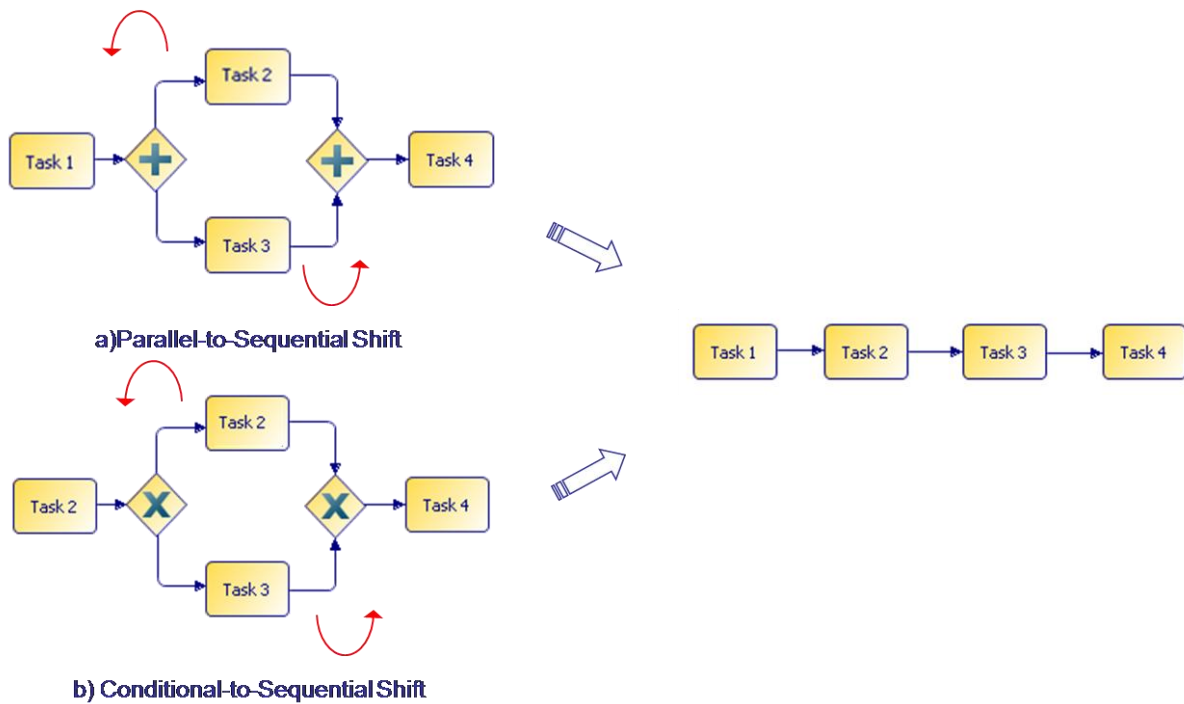 Task 2
Task 1
Task 4
Task 3
a)Parallel-to-Sequential Shift
Task 2
Task 2
Task 4
Task 3
b) Conditional-to-Sequential Shift
Task 1
Task 2
Task 3
Task 4